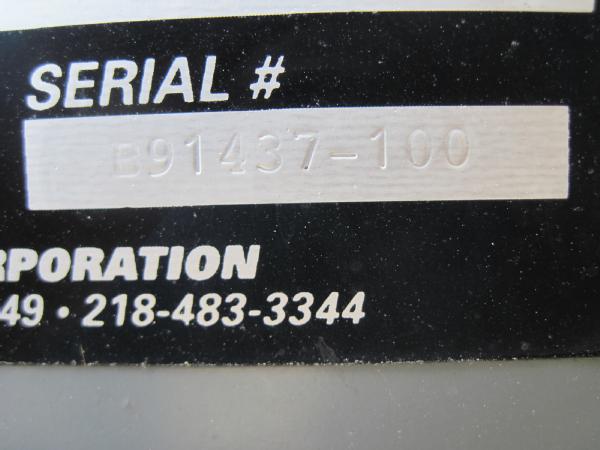 SERIAL #
B91437-100
RPORATION
49 • 218-483-3344